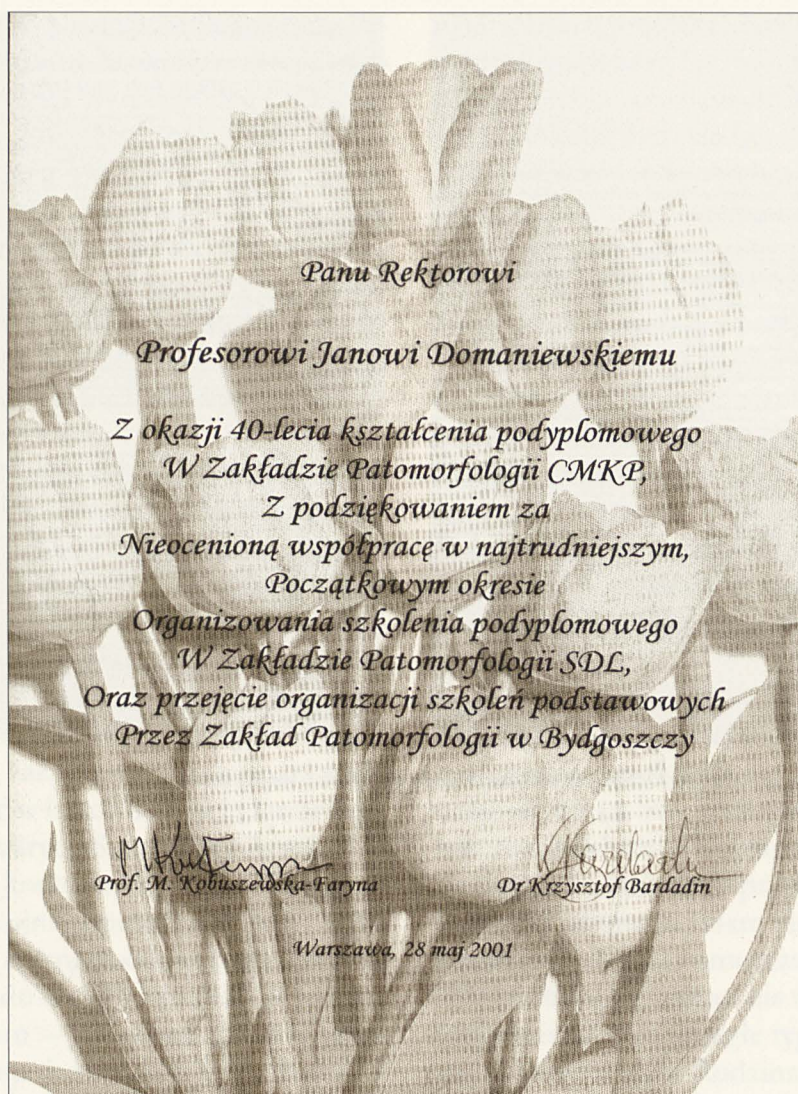 Panu Rektorowi
Profesorowi Janowi Domaniewskiemu
Z okazji 40-lecia kształcenia podyplomowego
W Zakładzie Patomorfologii CMKP,
Z podziękowaniem za
Nieocenioną współpracę w najtrudniejszym,
Początkowym okresie
Organizowania szkolenia podyplomowego
W Zakładzie Patomorfologii SDL,
Oraz przejęcie organizacji szkoleń podstawowych
Przez Zakład Patomorfologii w Bydgoszczy
Prof. M. Kobuszewska-Faryna
Dr Krzysztof Bardadin
Warszawa, 28 maj 2001